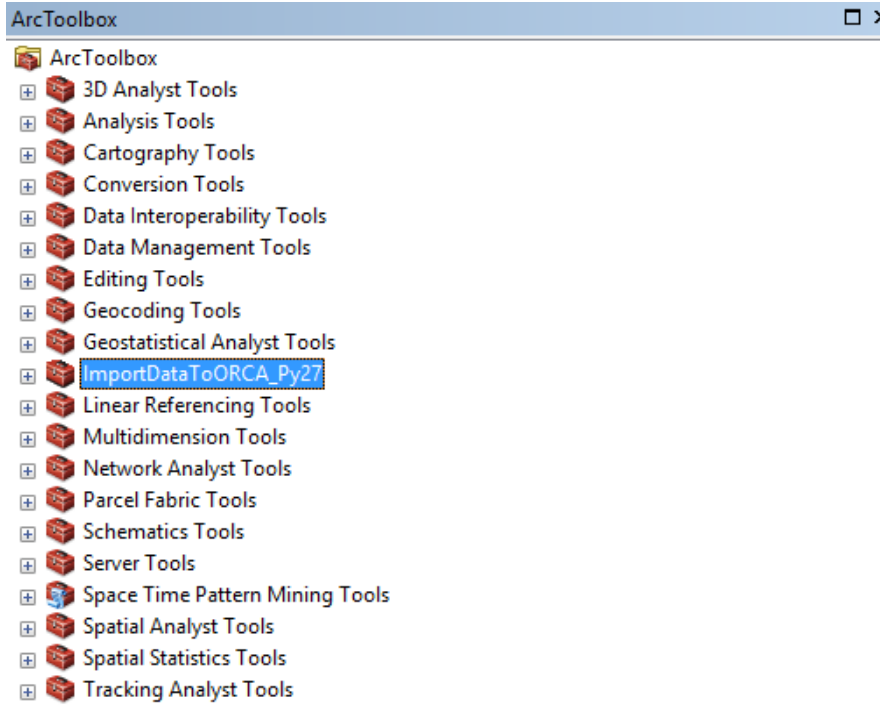 ArcToolbox
ArcToolbox
3D Analyst Tools
Analysis Tools
Cartography Tools
Conversion Tools
Data Interoperability Tools
Data Management Tools
Editing Tools
Geocoding Tools
Geostatistical Analyst Tools
ImportDataToORCA_Py27
Linear Referencing Tools
Multidimension Tools
Network Analyst Tools
Parcel Fabric Tools
Schematics Tools
Server Tools
Space Time Pattern Mining Tools
Spatial Analyst Tools
Spatial Statistics Tools
Tracking Analyst Tools